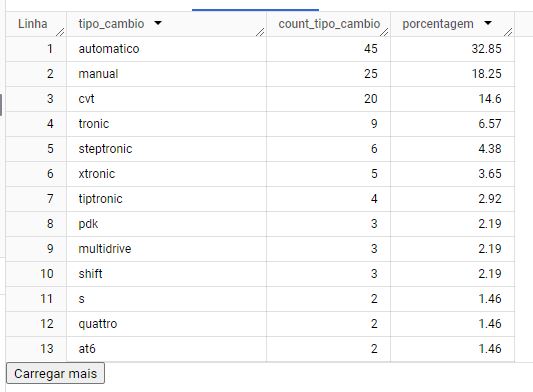 Linha tipo_cambio count_tipo_cambio porcentagem
1 automatico 45 32.85
2 manual 25 18.25
3 cvt 20 14.6
4 tronic 9 6.57
5 steptronic 6 4.38
6 xtronic 5 3.65
7 tiptronic 4 2.92
8 pdk 3 2.19
9 multidrive 3 2.19
10 shift 3 2.19
11 s 2 1.46
12 quattro 2 1.46
13 at6 2 1.46
Carregar mais